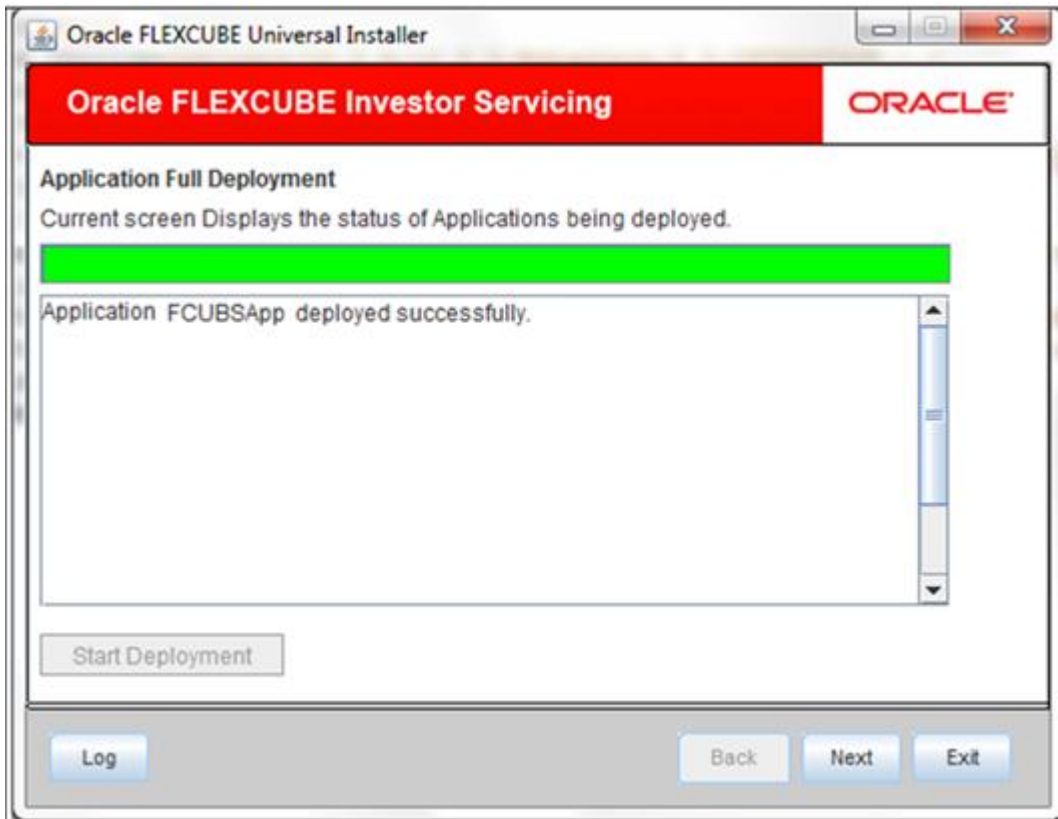 Oracle FLEXCUBE Universal Installer
Oracle FLEXCUBE Investor Servicing
ORACLE
Application Full Deployment
Current screen Displays the status of Applications being deployed.
Application FCUBSApp deployed successfully.
Start Deployment
Log
Back
Next
Exit